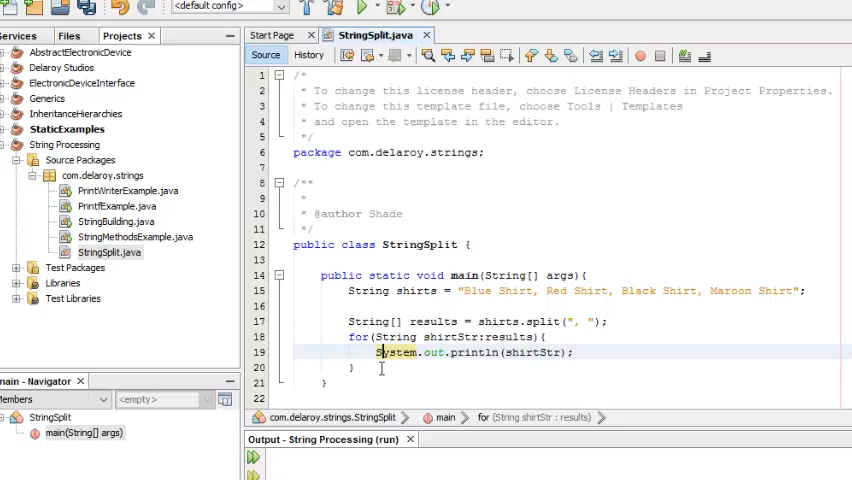 <default config>
Services
Files
Projects
AbstractElectronicDevice
Delaroy Studios
ElectronicDeviceInterface
Generics
InheritanceHierarchies
StaticExamples
String Processing
Source Packages
com.delaroy.strings
PrintWriterExample.java
PrintfExample.java
StringBuilding.java
StringMethodsExample.java
StringSplit.java
Test Packages
Libraries
Test Libraries
main - Navigator
Members
<empty>
StringSplit
main(String[] args)
Start Page
StringSplit.java
Source
History
1 /*
2 * To change this license header, choose License Headers in Project Properties.
3 * To change this template file, choose Tools | Templates
4 * and open the template in the editor.
5 */
6 package com.delaroy.strings;
7
8 /**
9 *
10 * @author Shade
11 */
12 public class StringSplit {
13
14 public static void main(String[] args){
15 String shirts = "Blue Shirt, Red Shirt, Black Shirt, Maroon Shirt";
16
17 String[] results = shirts.split(", ");
18 for(String shirtStr:results){
19 System.out.println(shirtStr);
20 }
21 }
22
com.delaroy.strings.StringSplit
main
for (String shirtStr : results)
Output - String Processing (run)